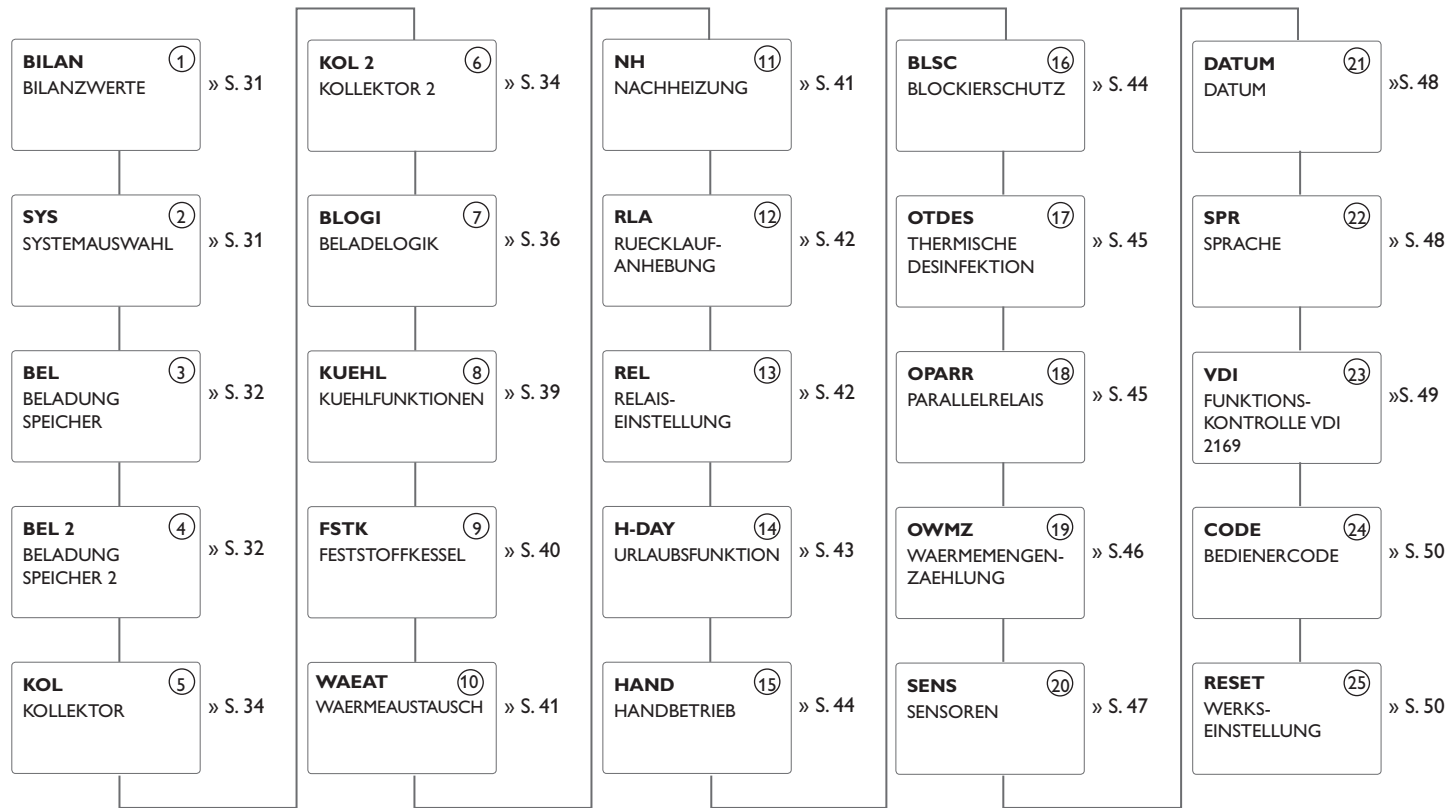 BILAN 1
BILANZWERTE
» S. 31
SYS 2
SYSTEMAUSWAHL
» S. 31
BEL 3
BELADUNG
SPEICHER
» S. 32
BEL 2 4
BELADUNG
SPEICHER 2
» S. 32
KOL 5
KOLLEKTOR
» S. 34
KOL 2 6
KOLLEKTOR 2
» S. 34
BLOGI 7
BELADELOGIK
» S. 36
KUEHL 8
KUEHLFUNKTIONEN
» S. 39
FSTK 9
FESTSTOFFKESSEL
» S. 40
WAEAT 10
WAERMEAUSTAUSCH
» S. 41
NH 11
NACHHEIZUNG
» S. 41
RLA 12
RUECKLAUF-
ANHEBUNG
» S. 42
REL 13
RELAIS-
EINSTELLUNG
» S. 42
H-DAY 14
URLAUBSFUNKTION
» S. 43
HAND 15
HANDBETRIEB
» S. 44
BLSC 16
BLOCKIERSCHUTZ
» S. 44
OTDES 17
THERMISCHE
DESINFEKTION
» S. 45
OPARR 18
PARALLELRELAIS
» S. 45
OWMZ 19
WAERMEMENGEN-
ZAEHLUNG
» S.46
SENS 20
SENSOREN
» S. 47
DATUM 21
DATUM
»S. 48
SPR 22
SPRACHE
» S. 48
VDI 23
FUNKTIONS-
KONTROLLE VDI
2169
»S. 49
CODE 24
BEDIENERCODE
» S. 50
RESET 25
WERKS-
EINSTELLUNG
» S. 50